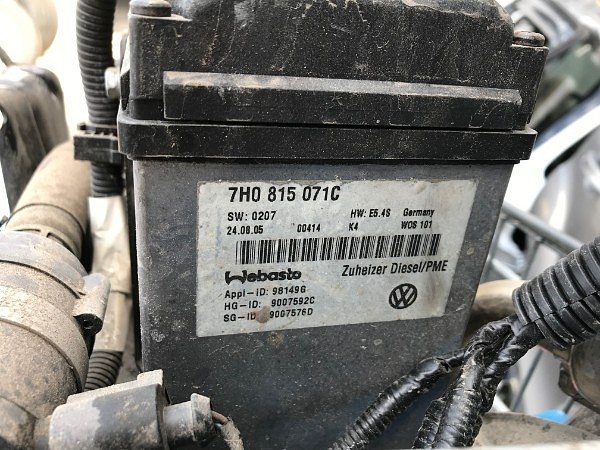 7H0 815 071C
SW: 0207 HW: E5.4S Germany
24.08.05 00414 K4 WOS 101
Webasto Zuheizer Diesel/PME
Appl-ID: 98149G
HG-ID: 9007592C
SG-ID: 9007576D